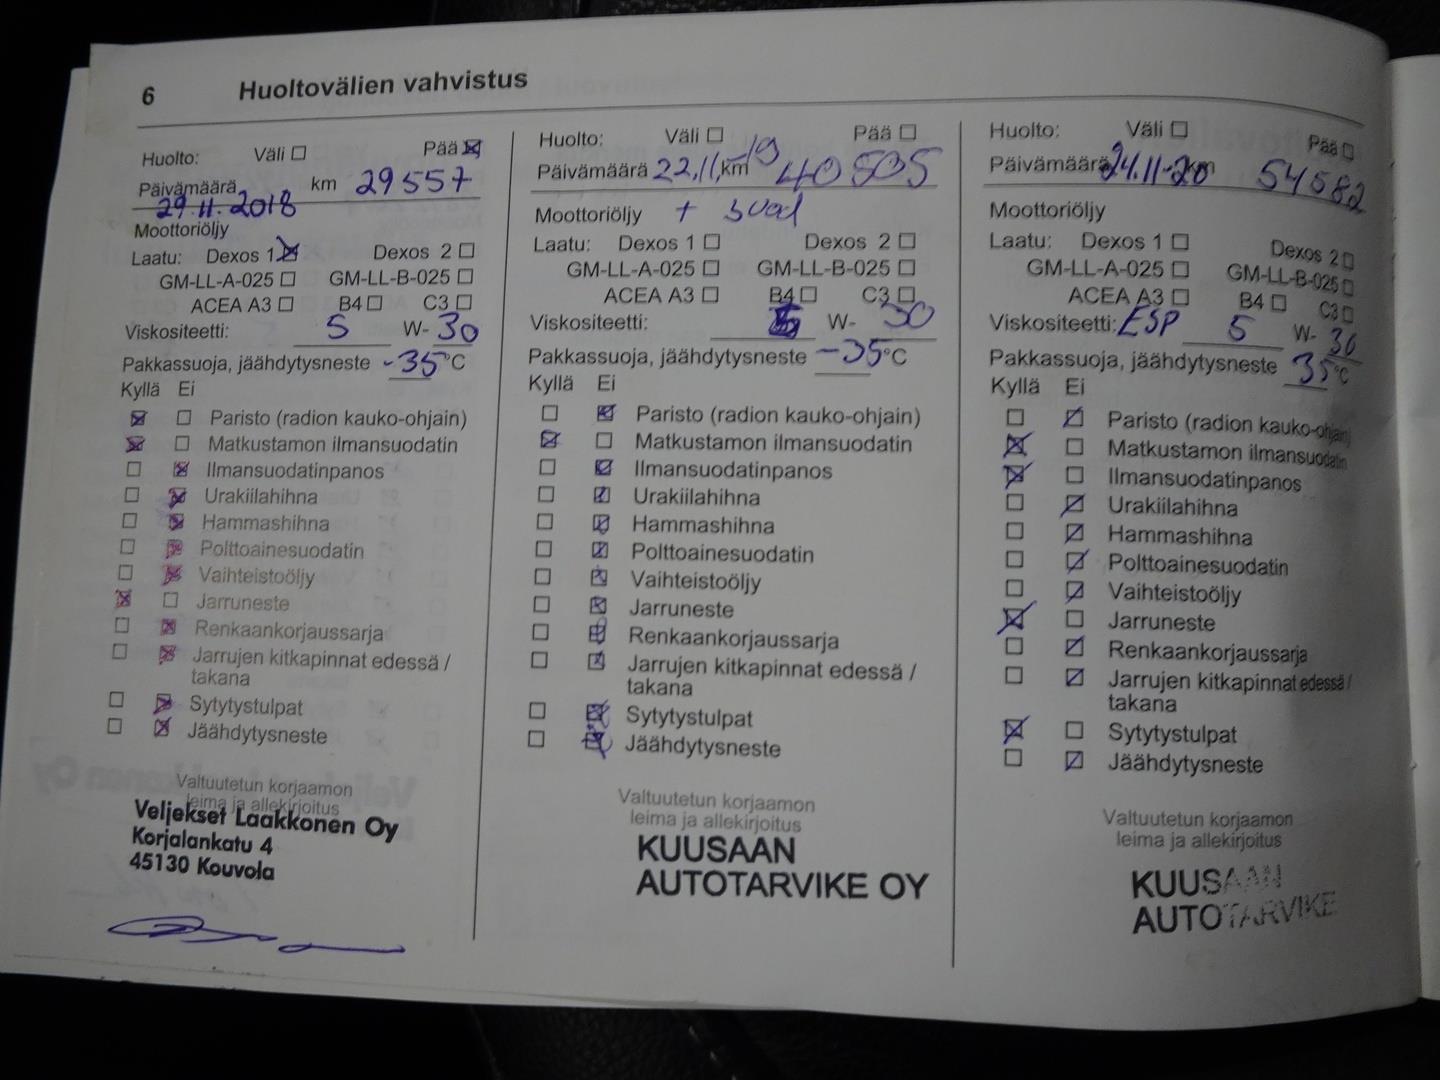 6 Huoltovälien vahvistus
Huolto: Väli Pää
Päivämäärä km 29557
29.11.2018
Moottoriöljy
Laatu: Dexos 1 Dexos 2
GM-LL-A-025 GM-LL-B-025
ACEA A3 B4 C3
Viskositeetti: 5 W- 30
Pakkassuoja, jäähdytysneste -35 °C
Kyllä Ei
Paristo (radion kauko-ohjain)
Matkustamon ilmansuodatin
Ilmansuodatinpanos
Urakiilahihna
Hammashihna
Polttoainesuodatin
Vaihteistoöljy
Jarruneste
Renkaankorjaussarja
Jarrujen kitkapinnat edessä /
takana
Sytytystulpat
Jäähdytysneste
Valtuutetun korjaamon
leima ja allekirjoitus
Veljekset Laakkonen Oy
Korjalankatu 4
45130 Kouvola
Huolto: Väli Pää
Päivämäärä 22.11.-19 km 40505
Moottoriöljy + suod
Laatu: Dexos 1 Dexos 2
GM-LL-A-025 GM-LL-B-025
ACEA A3 B4 C3
Viskositeetti: 5 W- 30
Pakkassuoja, jäähdytysneste -35 °C
Kyllä Ei
Paristo (radion kauko-ohjain)
Matkustamon ilmansuodatin
Ilmansuodatinpanos
Urakiilahihna
Hammashihna
Polttoainesuodatin
Vaihteistoöljy
Jarruneste
Renkaankorjaussarja
Jarrujen kitkapinnat edessä /
takana
Sytytystulpat
Jäähdytysneste
Valtuutetun korjaamon
leima ja allekirjoitus
KUUSAAN
AUTOTARVIKE OY
Huolto: Väli Pää
Päivämäärä 24.11-20 km 54582
Moottoriöljy
Laatu: Dexos 1 Dexos 2
GM-LL-A-025 GM-LL-B-025
ACEA A3 B4 C3
Viskositeetti: ESP 5 W- 30
Pakkassuoja, jäähdytysneste 35 °C
Kyllä Ei
Paristo (radion kauko-ohjain)
Matkustamon ilmansuodatin
Ilmansuodatinpanos
Urakiilahihna
Hammashihna
Polttoainesuodatin
Vaihteistoöljy
Jarruneste
Renkaankorjaussarja
Jarrujen kitkapinnat edessä /
takana
Sytytystulpat
Jäähdytysneste
Valtuutetun korjaamon
leima ja allekirjoitus
KUUSAAN
AUTOTARVIKE